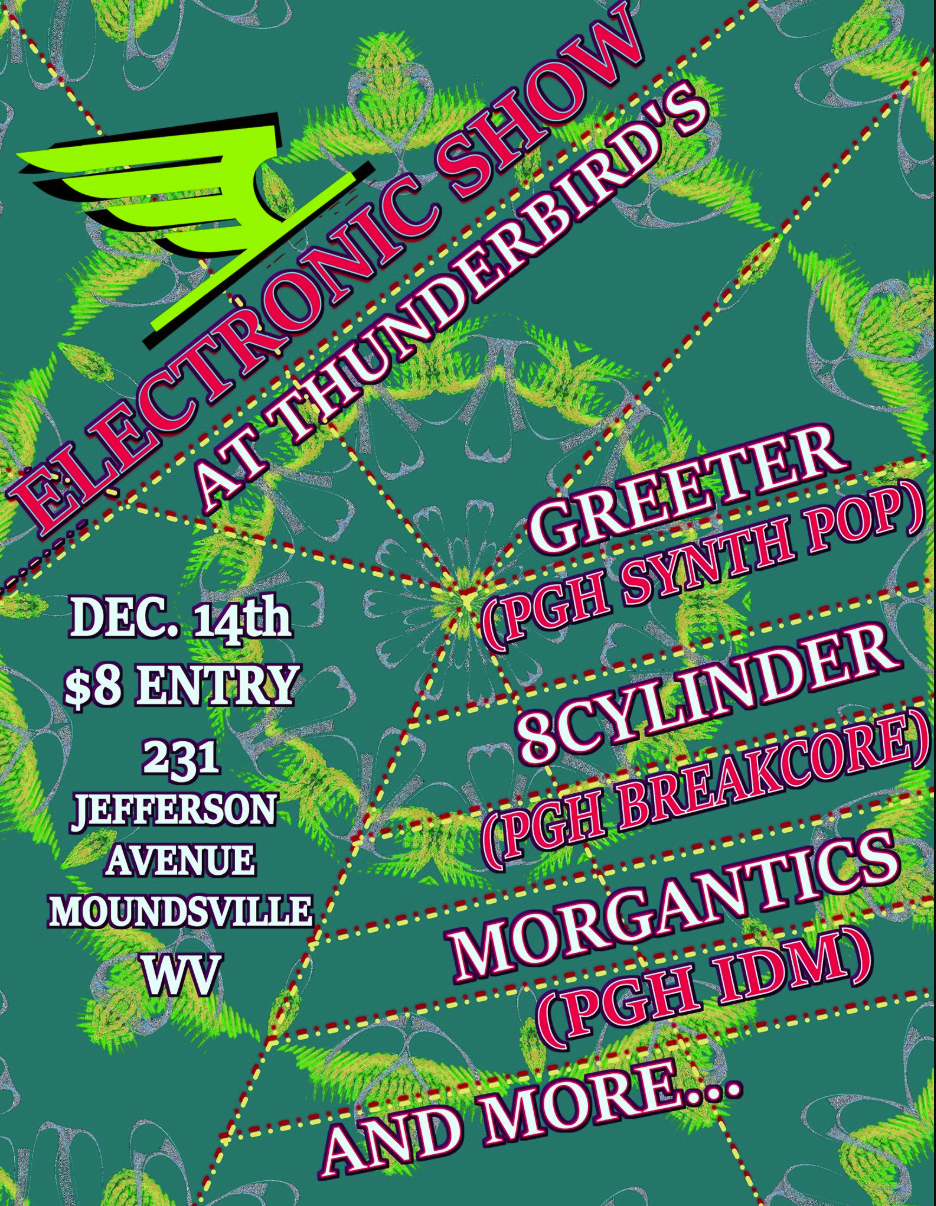 ELECTRONIC SHOW
AT THUNDERBIRD'S
GREETER
(PGH SYNTH POP)
8CYLINDER
(PGH BREAKCORE)
MORGANTICS
(PGH IDM)
AND MORE...
DEC. 14th
$8 ENTRY
231
JEFFERSON
AVENUE
MOUNDSVILLE
WV